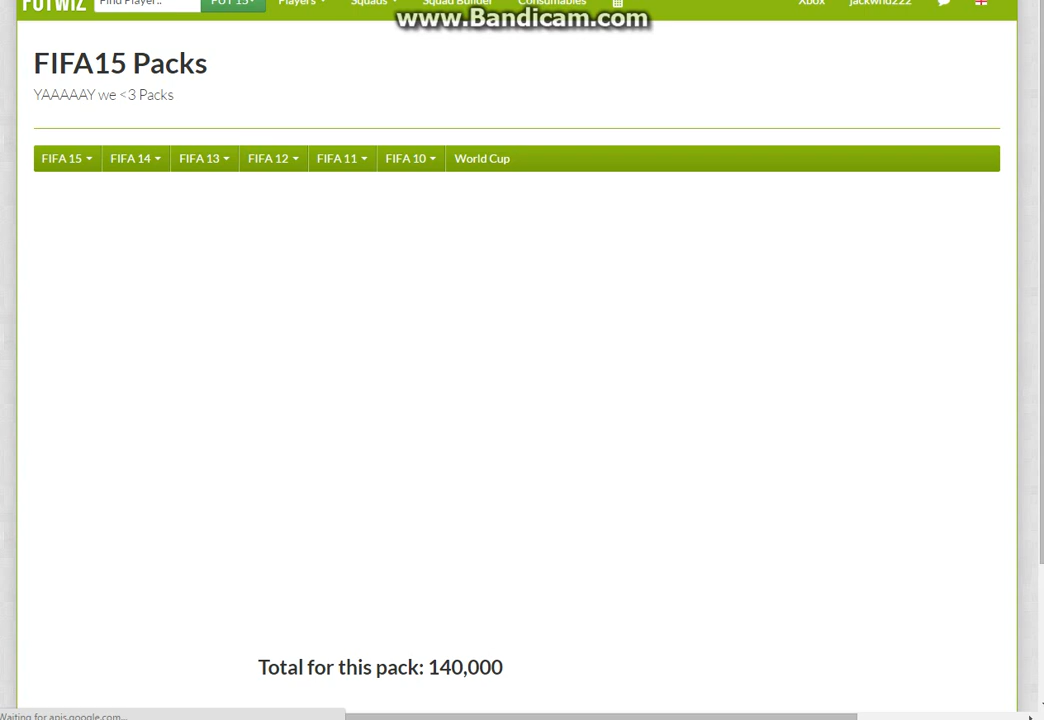 FUTWIZ Find Player.. FUT 15 Players Squads Squad Builder Consumables Xbox jackwhd222
www.Bandicam.com
FIFA15 Packs
YAAAAAY we <3 Packs
FIFA 15 FIFA 14 FIFA 13 FIFA 12 FIFA 11 FIFA 10 World Cup
Total for this pack: 140,000
Waiting for apis.google.com...